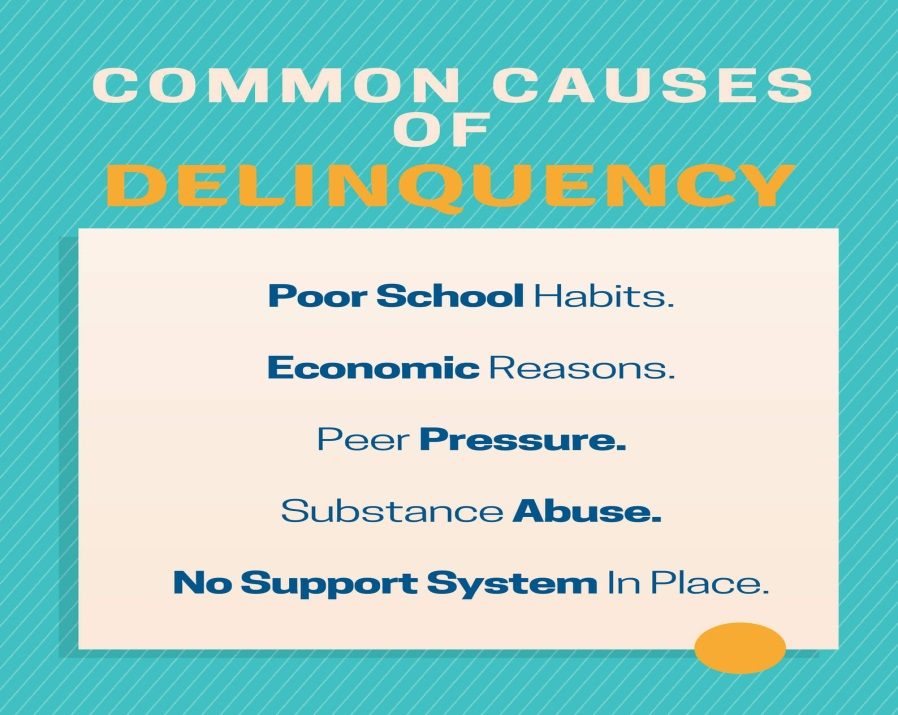 COMMON CAUSES
OF
DELINQUENCY
Poor School Habits.
Economic Reasons.
Peer Pressure.
Substance Abuse.
No Support System In Place.